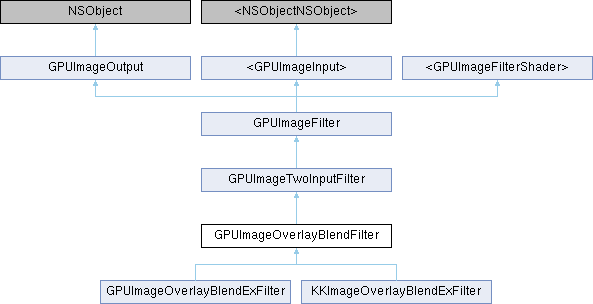 NSObject
<NSObjectNSObject>
GPUImageOutput
<GPUImageInput>
<GPUImageFilterShader>
GPUImageFilter
GPUImageTwoInputFilter
GPUImageOverlayBlendFilter
GPUImageOverlayBlendExFilter
KKImageOverlayBlendExFilter